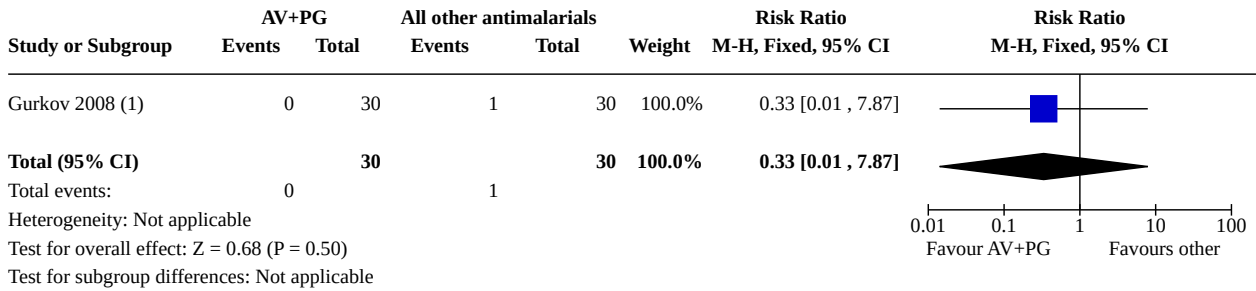 AV+PG All other antimalarials Risk Ratio Risk Ratio
Study or Subgroup Events Total Events Total Weight M-H, Fixed, 95% CI M-H, Fixed, 95% CI
Gurkov 2008 (1) 0 30 1 30 100.0% 0.33 [0.01 , 7.87]
Total (95% CI) 30 30 100.0% 0.33 [0.01 , 7.87]
Total events: 0 1
Heterogeneity: Not applicable
0.01 0.1 1 10 100
Test for overall effect: Z = 0.68 (P = 0.50)
Favour AV+PG Favours other
Test for subgroup differences: Not applicable